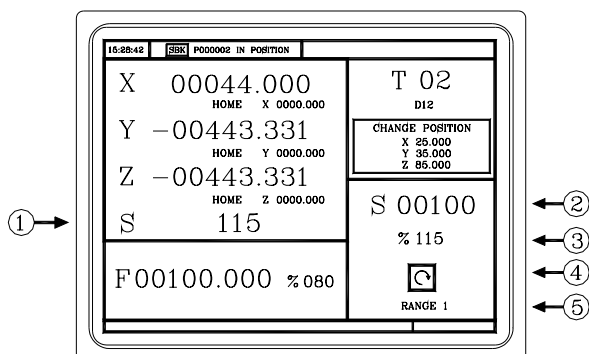 15:28:42 SBK P000002 IN POSITION
X 00044.000
HOME X 0000.000
Y -00443.331
HOME Y 0000.000
Z -00443.331
HOME Z 0000.000
S 115
F00100.000 % 080
T 02
D12
CHANGE POSITION
X 25.000
Y 35.000
Z 85.000
S 00100
% 115
RANGE 1
1
2
3
4
5